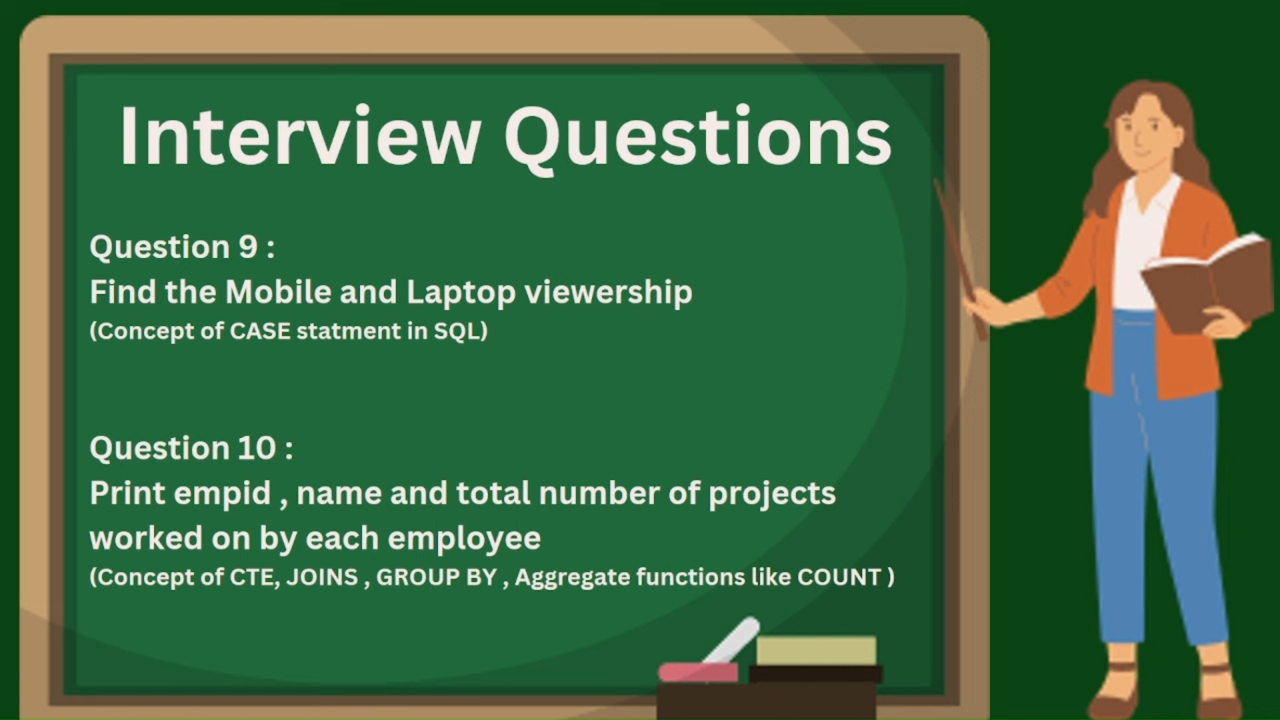 Interview Questions
Question 9 :
Find the Mobile and Laptop viewership
(Concept of CASE statment in SQL)
Question 10 :
Print empid , name and total number of projects
worked on by each employee
(Concept of CTE, JOINS , GROUP BY , Aggregate functions like COUNT )